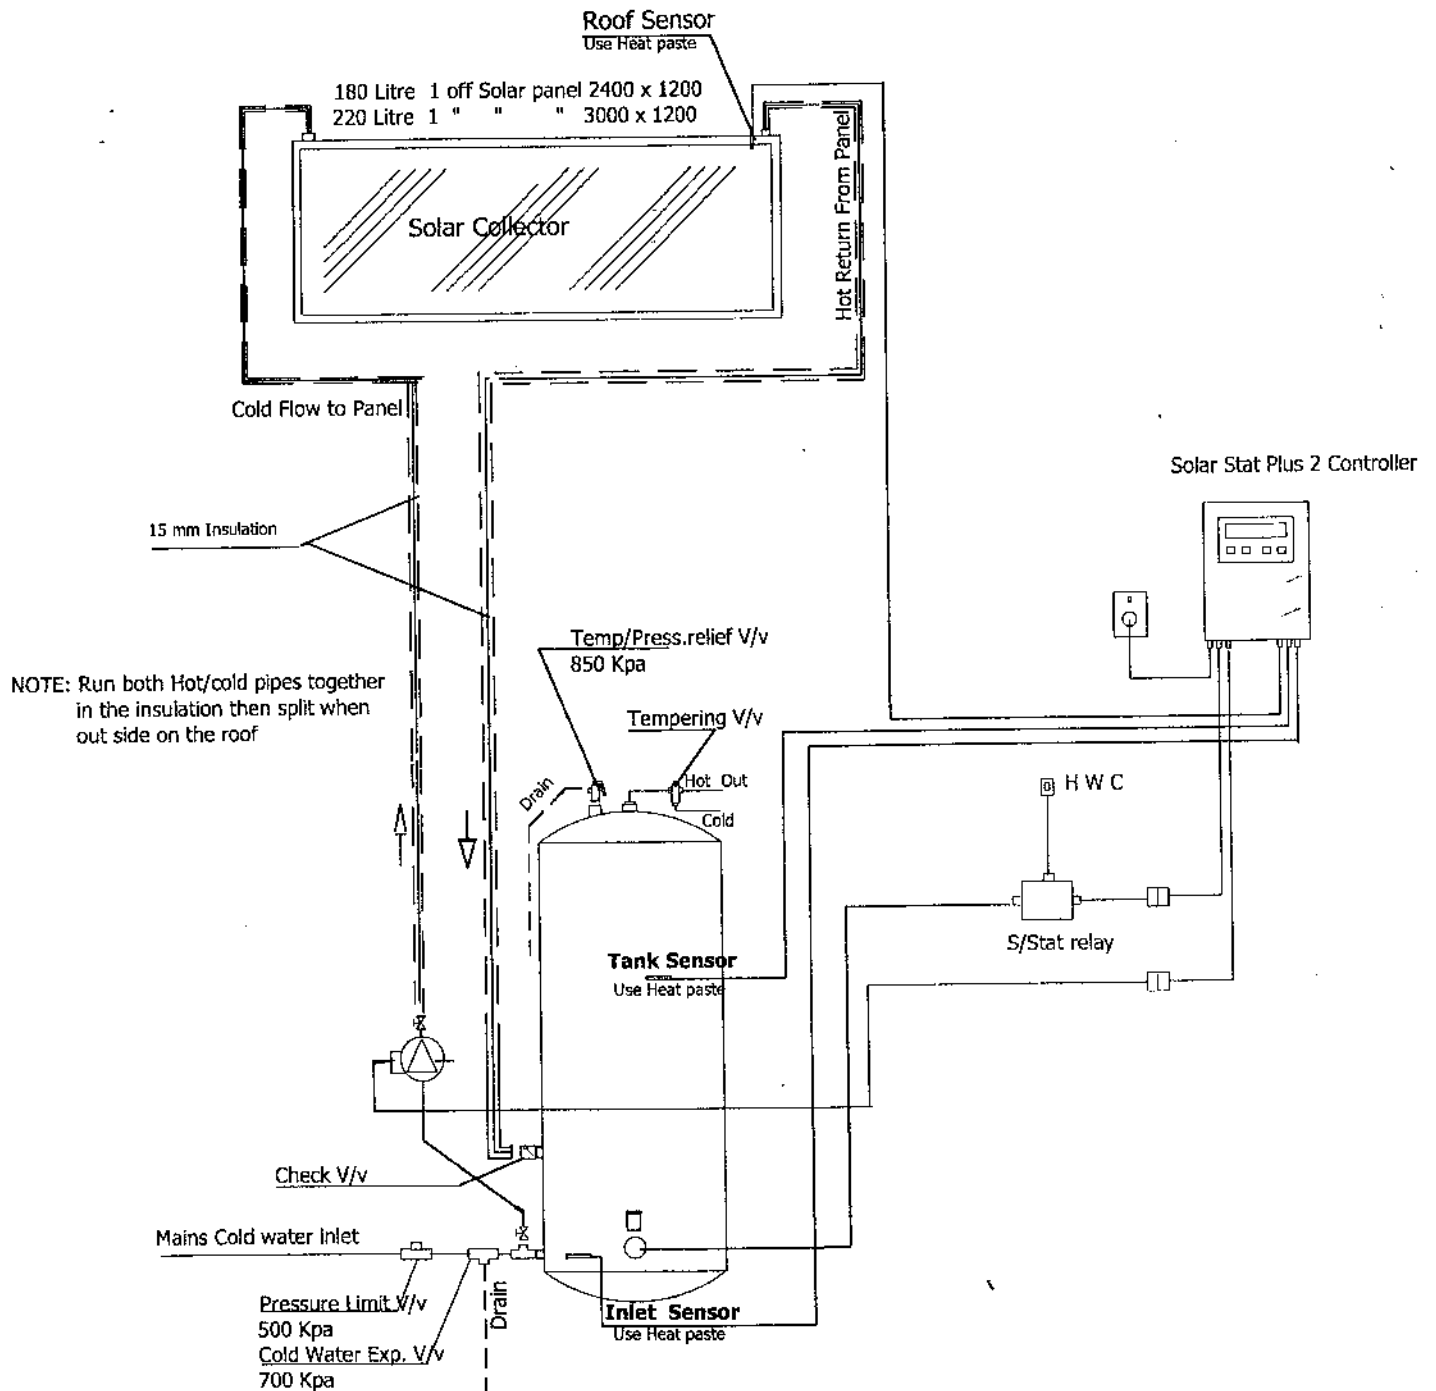 Roof Sensor
Use Heat paste
180 Litre 1 off Solar panel 2400 x 1200
220 Litre 1 " " " 3000 x 1200
Hot Return From Panel
Solar Collector
Cold Flow to Panel
Solar Stat Plus 2 Controller
15 mm Insulation
Temp/Press.relief V/v
850 Kpa
NOTE: Run both Hot/cold pipes together
in the insulation then split when
out side on the roof
Tempering V/v
Drain
Hot Out
Cold
H W C
S/Stat relay
Tank Sensor
Use Heat paste
Check V/v
Mains Cold water inlet
Pressure Limit V/v
500 Kpa
Cold Water Exp. V/v
700 Kpa
Drain
Inlet Sensor
Use Heat paste